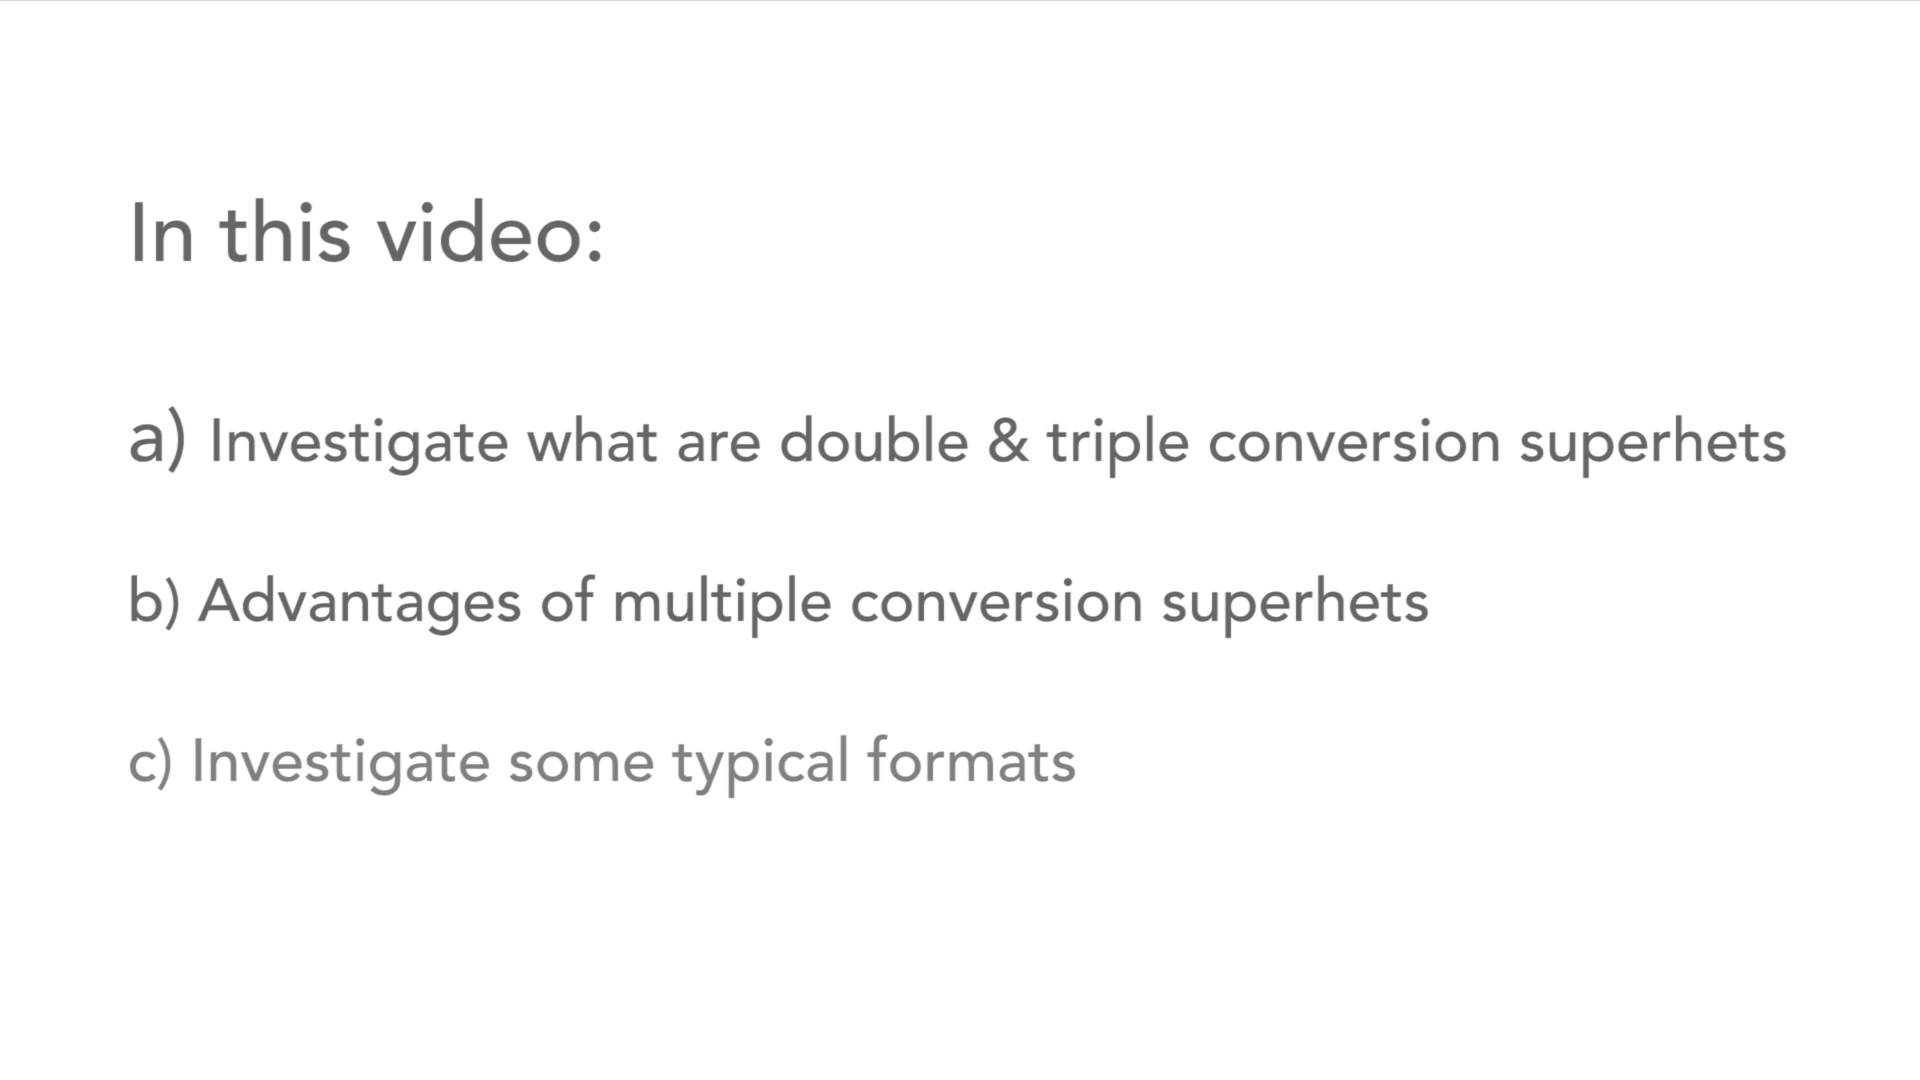 In this video:
a) Investigate what are double & triple conversion superhets
b) Advantages of multiple conversion superhets
c) Investigate some typical formats